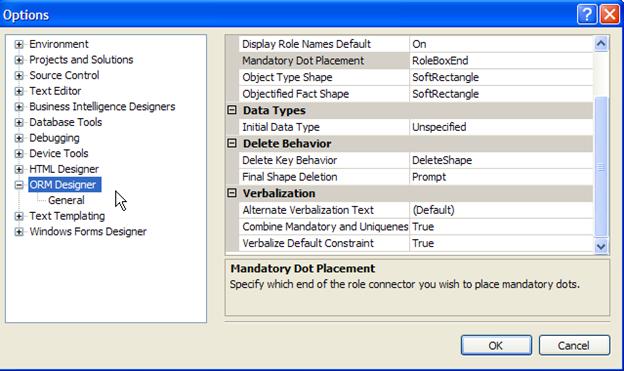 Options
Environment
Projects and Solutions
Source Control
Text Editor
Business Intelligence Designers
Database Tools
Debugging
Device Tools
HTML Designer
ORM Designer
General
Text Templating
Windows Forms Designer
Display Role Names Default On
Mandatory Dot Placement RoleBoxEnd
Object Type Shape SoftRectangle
Objectified Fact Shape SoftRectangle
Data Types
Initial Data Type Unspecified
Delete Behavior
Delete Key Behavior DeleteShape
Final Shape Deletion Prompt
Verbalization
Alternate Verbalization Text (Default)
Combine Mandatory and Uniquenes True
Verbalize Default Constraint True
Mandatory Dot Placement
Specify which end of the role connector you wish to place mandatory dots.
OK Cancel